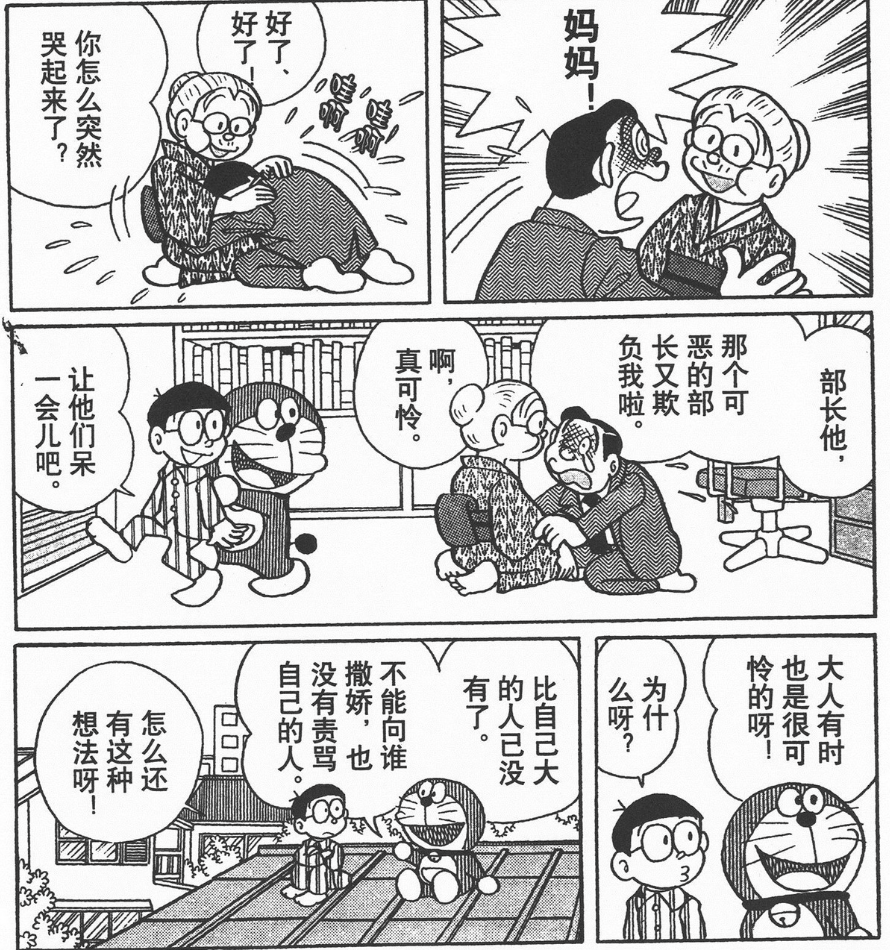 妈妈！
好了、
好了！
哇啊
哇啊
你怎么突然
哭起来了？
部长他，
那个可
恶的部
长又欺
负我啦。
啊，
真可怜。
让他们呆
一会儿吧。
大人有时
也是很可
怜的呀！
为什
么呀？
比自己大
的人已没
有了。
不能向谁
撒娇，也
没有责骂
自己的人。
怎么还
有这种
想法呀！